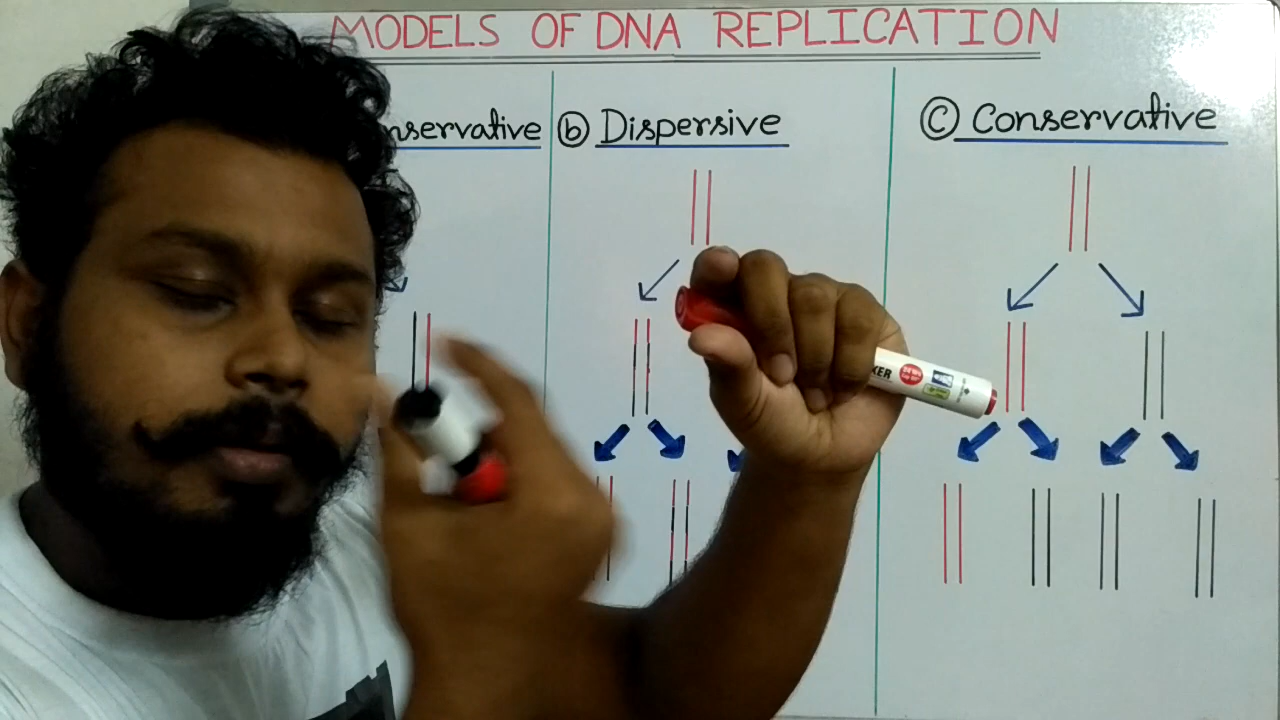 MODELS OF DNA REPLICATION
nservative
ⓑ Dispersive
Ⓒ Conservative
KER